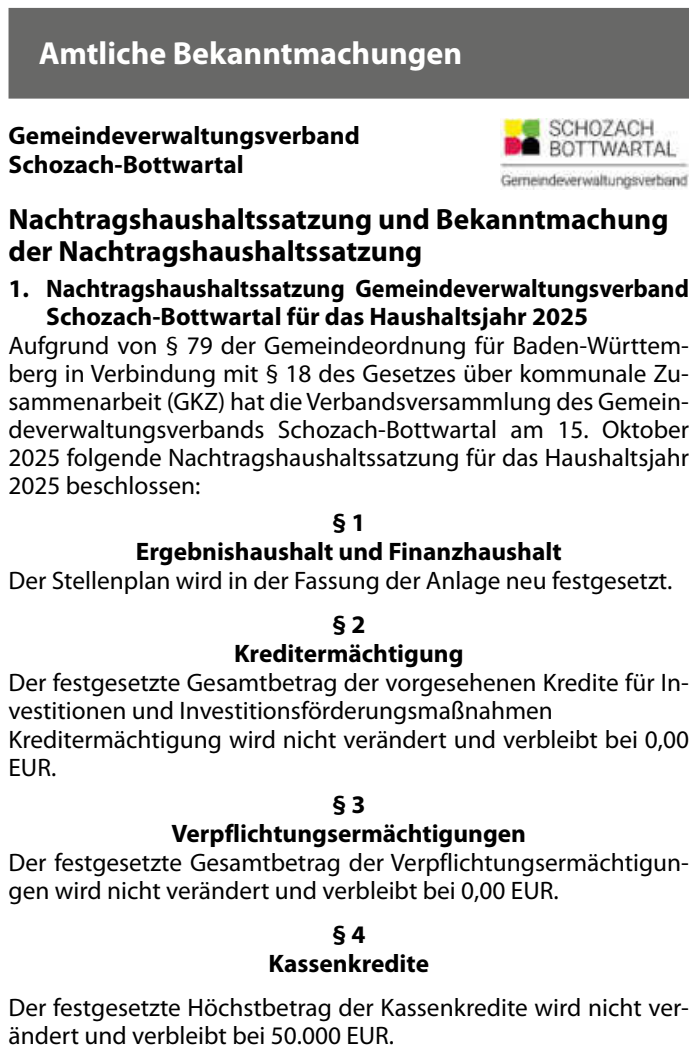 Amtliche Bekanntmachungen
Gemeindeverwaltungsverband
Schozach-Bottwartal
SCHOZACH
BOTTWARTAL
Gemeindeverwaltungsverband
Nachtragshaushaltssatzung und Bekanntmachung
der Nachtragshaushaltssatzung
1. Nachtragshaushaltssatzung Gemeindeverwaltungsverband
Schozach-Bottwartal für das Haushaltsjahr 2025
Aufgrund von § 79 der Gemeindeordnung für Baden-Württem-
berg in Verbindung mit § 18 des Gesetzes über kommunale Zu-
sammenarbeit (GKZ) hat die Verbandsversammlung des Gemein-
deverwaltungsverbands Schozach-Bottwartal am 15. Oktober
2025 folgende Nachtragshaushaltssatzung für das Haushaltsjahr
2025 beschlossen:
§ 1
Ergebnishaushalt und Finanzhaushalt
Der Stellenplan wird in der Fassung der Anlage neu festgesetzt.
§ 2
Kreditermächtigung
Der festgesetzte Gesamtbetrag der vorgesehenen Kredite für In-
vestitionen und Investitionsförderungsmaßnahmen
Kreditermächtigung wird nicht verändert und verbleibt bei 0,00
EUR.
§ 3
Verpflichtungsermächtigungen
Der festgesetzte Gesamtbetrag der Verpflichtungsermächtigun-
gen wird nicht verändert und verbleibt bei 0,00 EUR.
§ 4
Kassenkredite
Der festgesetzte Höchstbetrag der Kassenkredite wird nicht ver-
ändert und verbleibt bei 50.000 EUR.